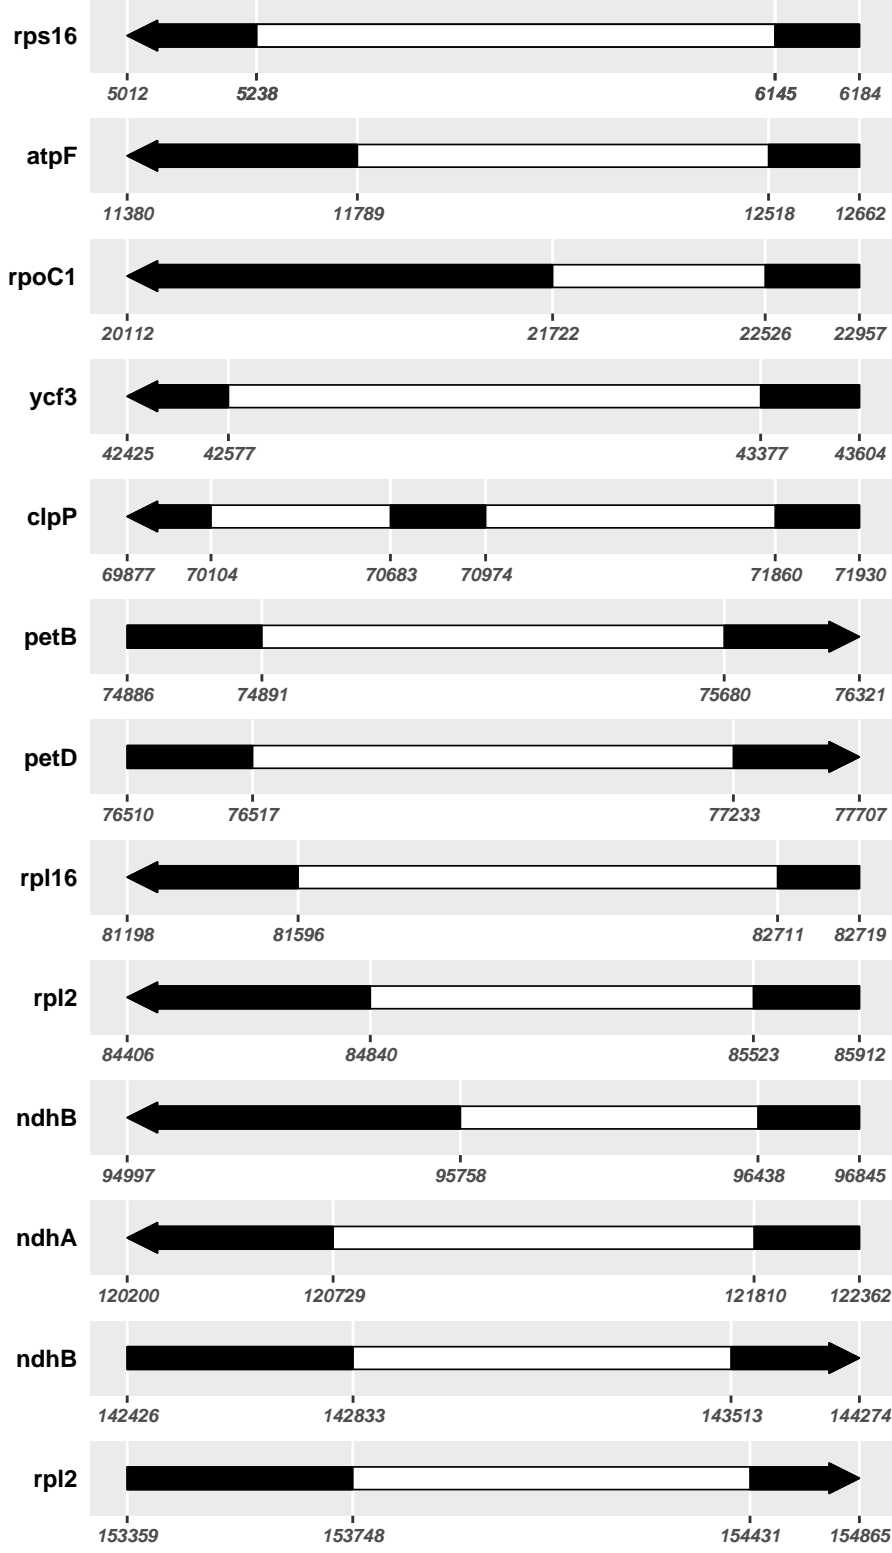 rps16
5012 5238 6145 6184
atpF
11380 11789 12518 12662
rpoC1
20112 21722 22526 22957
ycf3
42425 42577 43377 43604
clpP
69877 70104 70683 70974 71860 71930
petB
74886 74891 75680 76321
petD
76510 76517 77233 77707
rpl16
81198 81596 82711 82719
rpl2
84406 84840 85523 85912
ndhB
94997 95758 96438 96845
ndhA
120200 120729 121810 122362
ndhB
142426 142833 143513 144274
rpl2
153359 153748 154431 154865